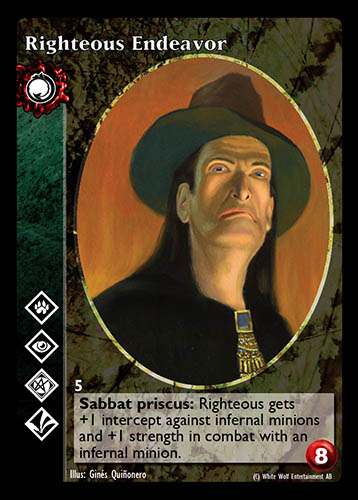 Righteous Endeavor
5
Sabbat priscus: Righteous gets
+1 intercept against infernal minions
and +1 strength in combat with an
infernal minion.
8
Illus: Ginés Quiñonero
(C) White Wolf Entertainment AB